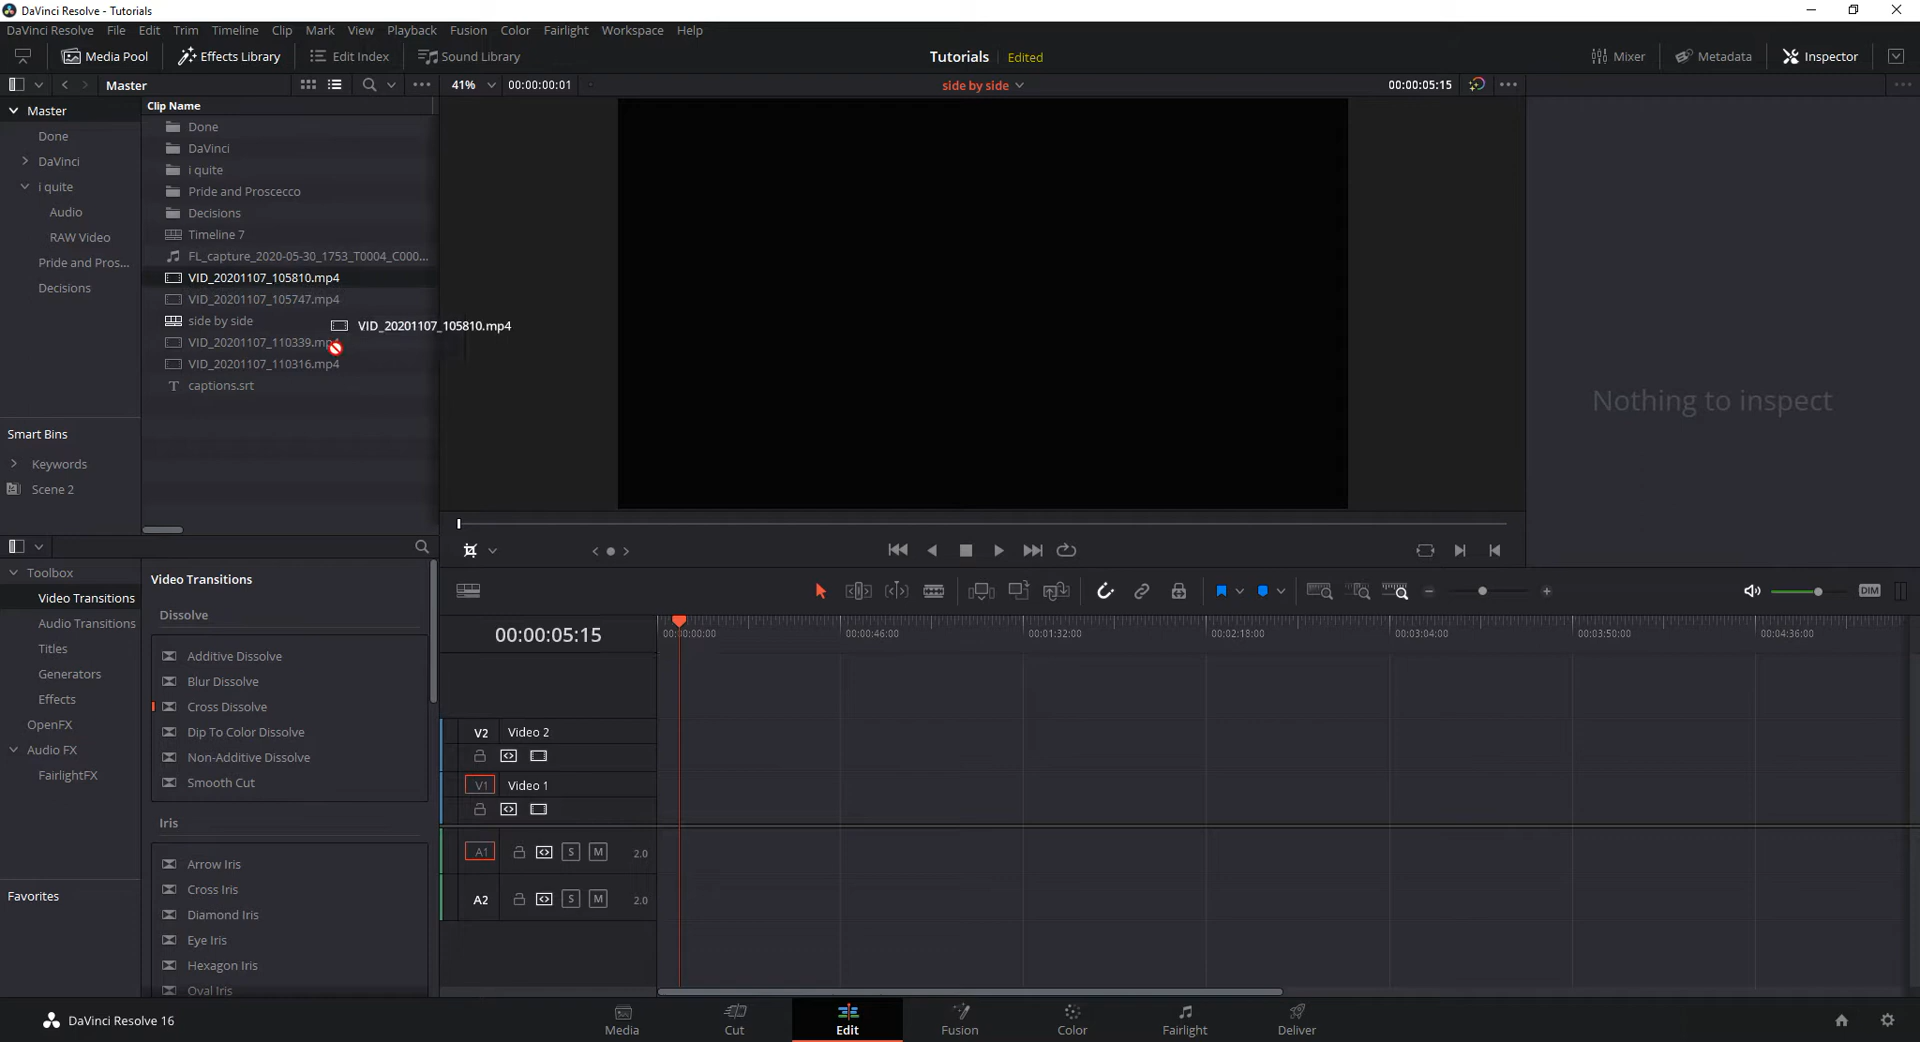 DaVinci Resolve - Tutorials
DaVinci Resolve File Edit Trim Timeline Clip Mark View Playback Fusion Color Fairlight Workspace Help
Media Pool Effects Library Edit Index Sound Library Tutorials Edited Mixer Metadata Inspector
Master 41% 00:00:00:01 side by side 00:00:05:15
Master
Done
DaVinci
i quite
Audio
RAW Video
Pride and Pros...
Decisions
Smart Bins
Keywords
Scene 2
Clip Name
Done
DaVinci
i quite
Pride and Proscecco
Decisions
Timeline 7
FL_capture_2020-05-30_1753_T0004_C000...
VID_20201107_105810.mp4
VID_20201107_105747.mp4
side by side
VID_20201107_105810.mp4
VID_20201107_110339.mp4
VID_20201107_110316.mp4
captions.srt
Nothing to inspect
Toolbox
Video Transitions
Audio Transitions
Titles
Generators
Effects
OpenFX
Audio FX
FairlightFX
Favorites
Video Transitions
Dissolve
Additive Dissolve
Blur Dissolve
Cross Dissolve
Dip To Color Dissolve
Non-Additive Dissolve
Smooth Cut
Iris
Arrow Iris
Cross Iris
Diamond Iris
Eye Iris
Hexagon Iris
Oval Iris
DIM
00:00:05:15 00:00:00:00 00:00:46:00 00:01:32:00 00:02:18:00 00:03:04:00 00:03:50:00 00:04:36:00
V2 Video 2
V1 Video 1
A1 S M 2.0
A2 S M 2.0
DaVinci Resolve 16 Media Cut Edit Fusion Color Fairlight Deliver